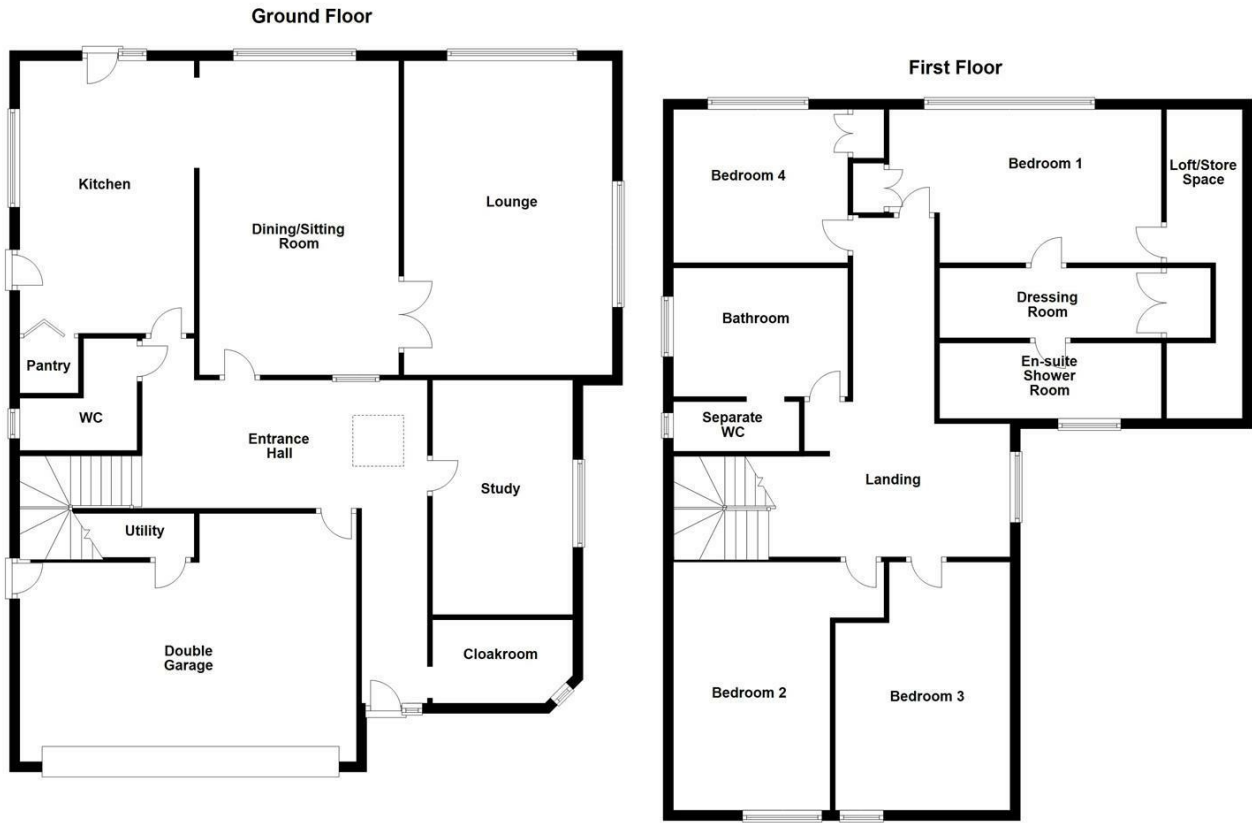 Ground Floor
Kitchen
Dining/Sitting
Room
Lounge
Pantry
WC
Entrance
Hall
Study
Utility
Double
Garage
Cloakroom
First Floor
Bedroom 4
Bedroom 1
Loft/Store
Space
Bathroom
Dressing
Room
En-suite
Shower
Room
Separate
WC
Landing
Bedroom 2
Bedroom 3